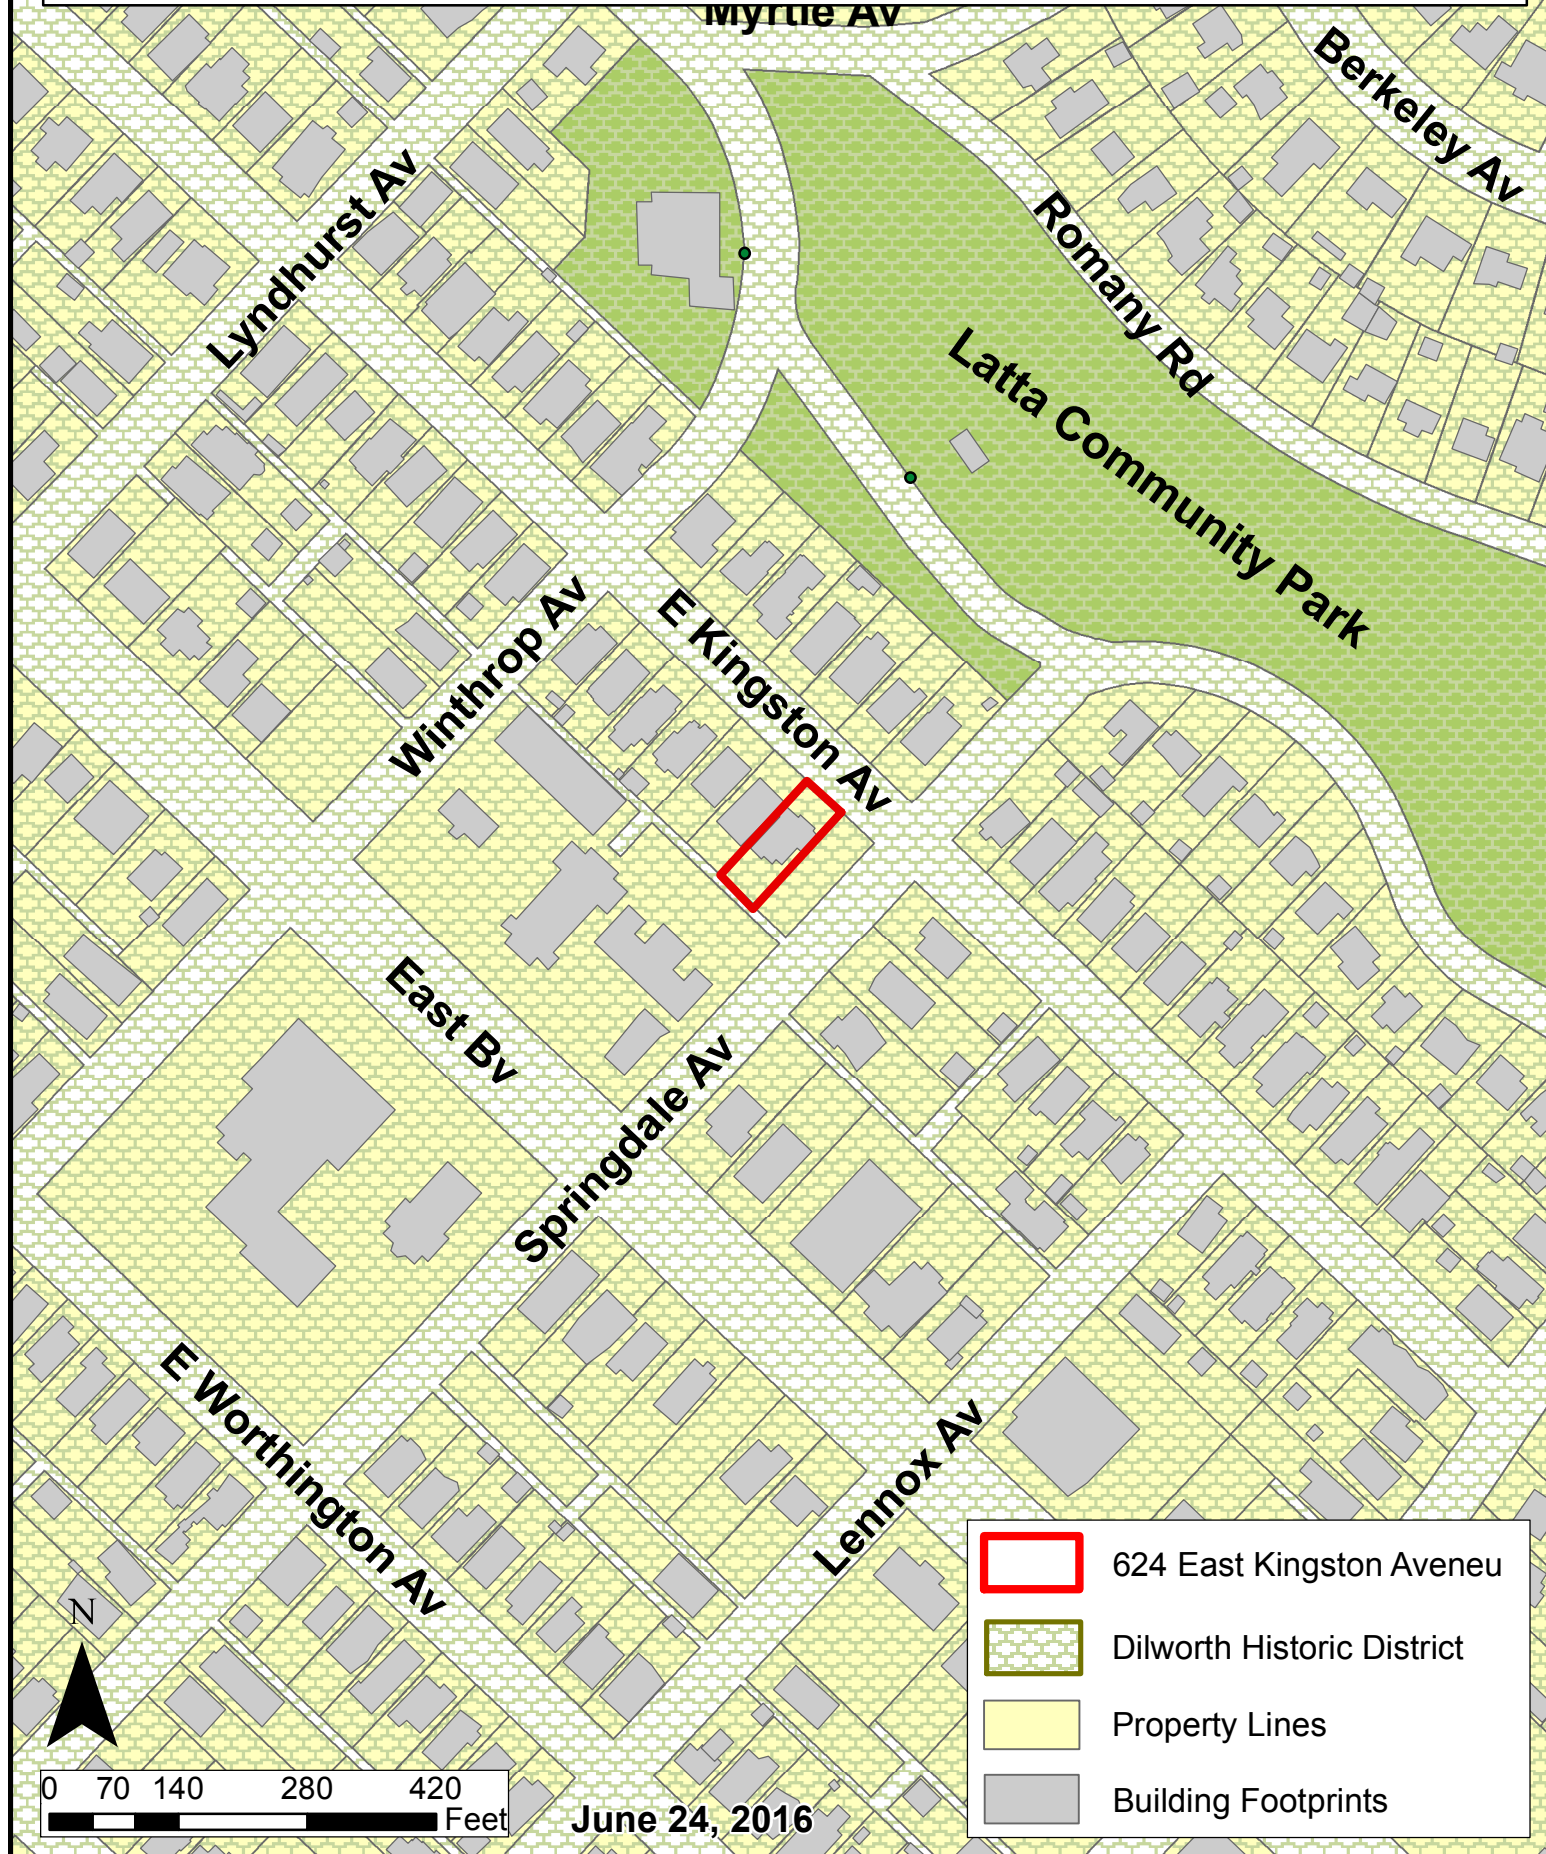 Myrtle Av
Berkeley Av
Lyndhurst Av
Romany Rd
Latta Community Park
E Kingston Av
Winthrop Av
East Bv
Springdale Av
E Worthington Av
Lennox Av
624 East Kingston Aveneu
Dilworth Historic District
Property Lines
Building Footprints
N
0 70 140 280 420
Feet
June 24, 2016